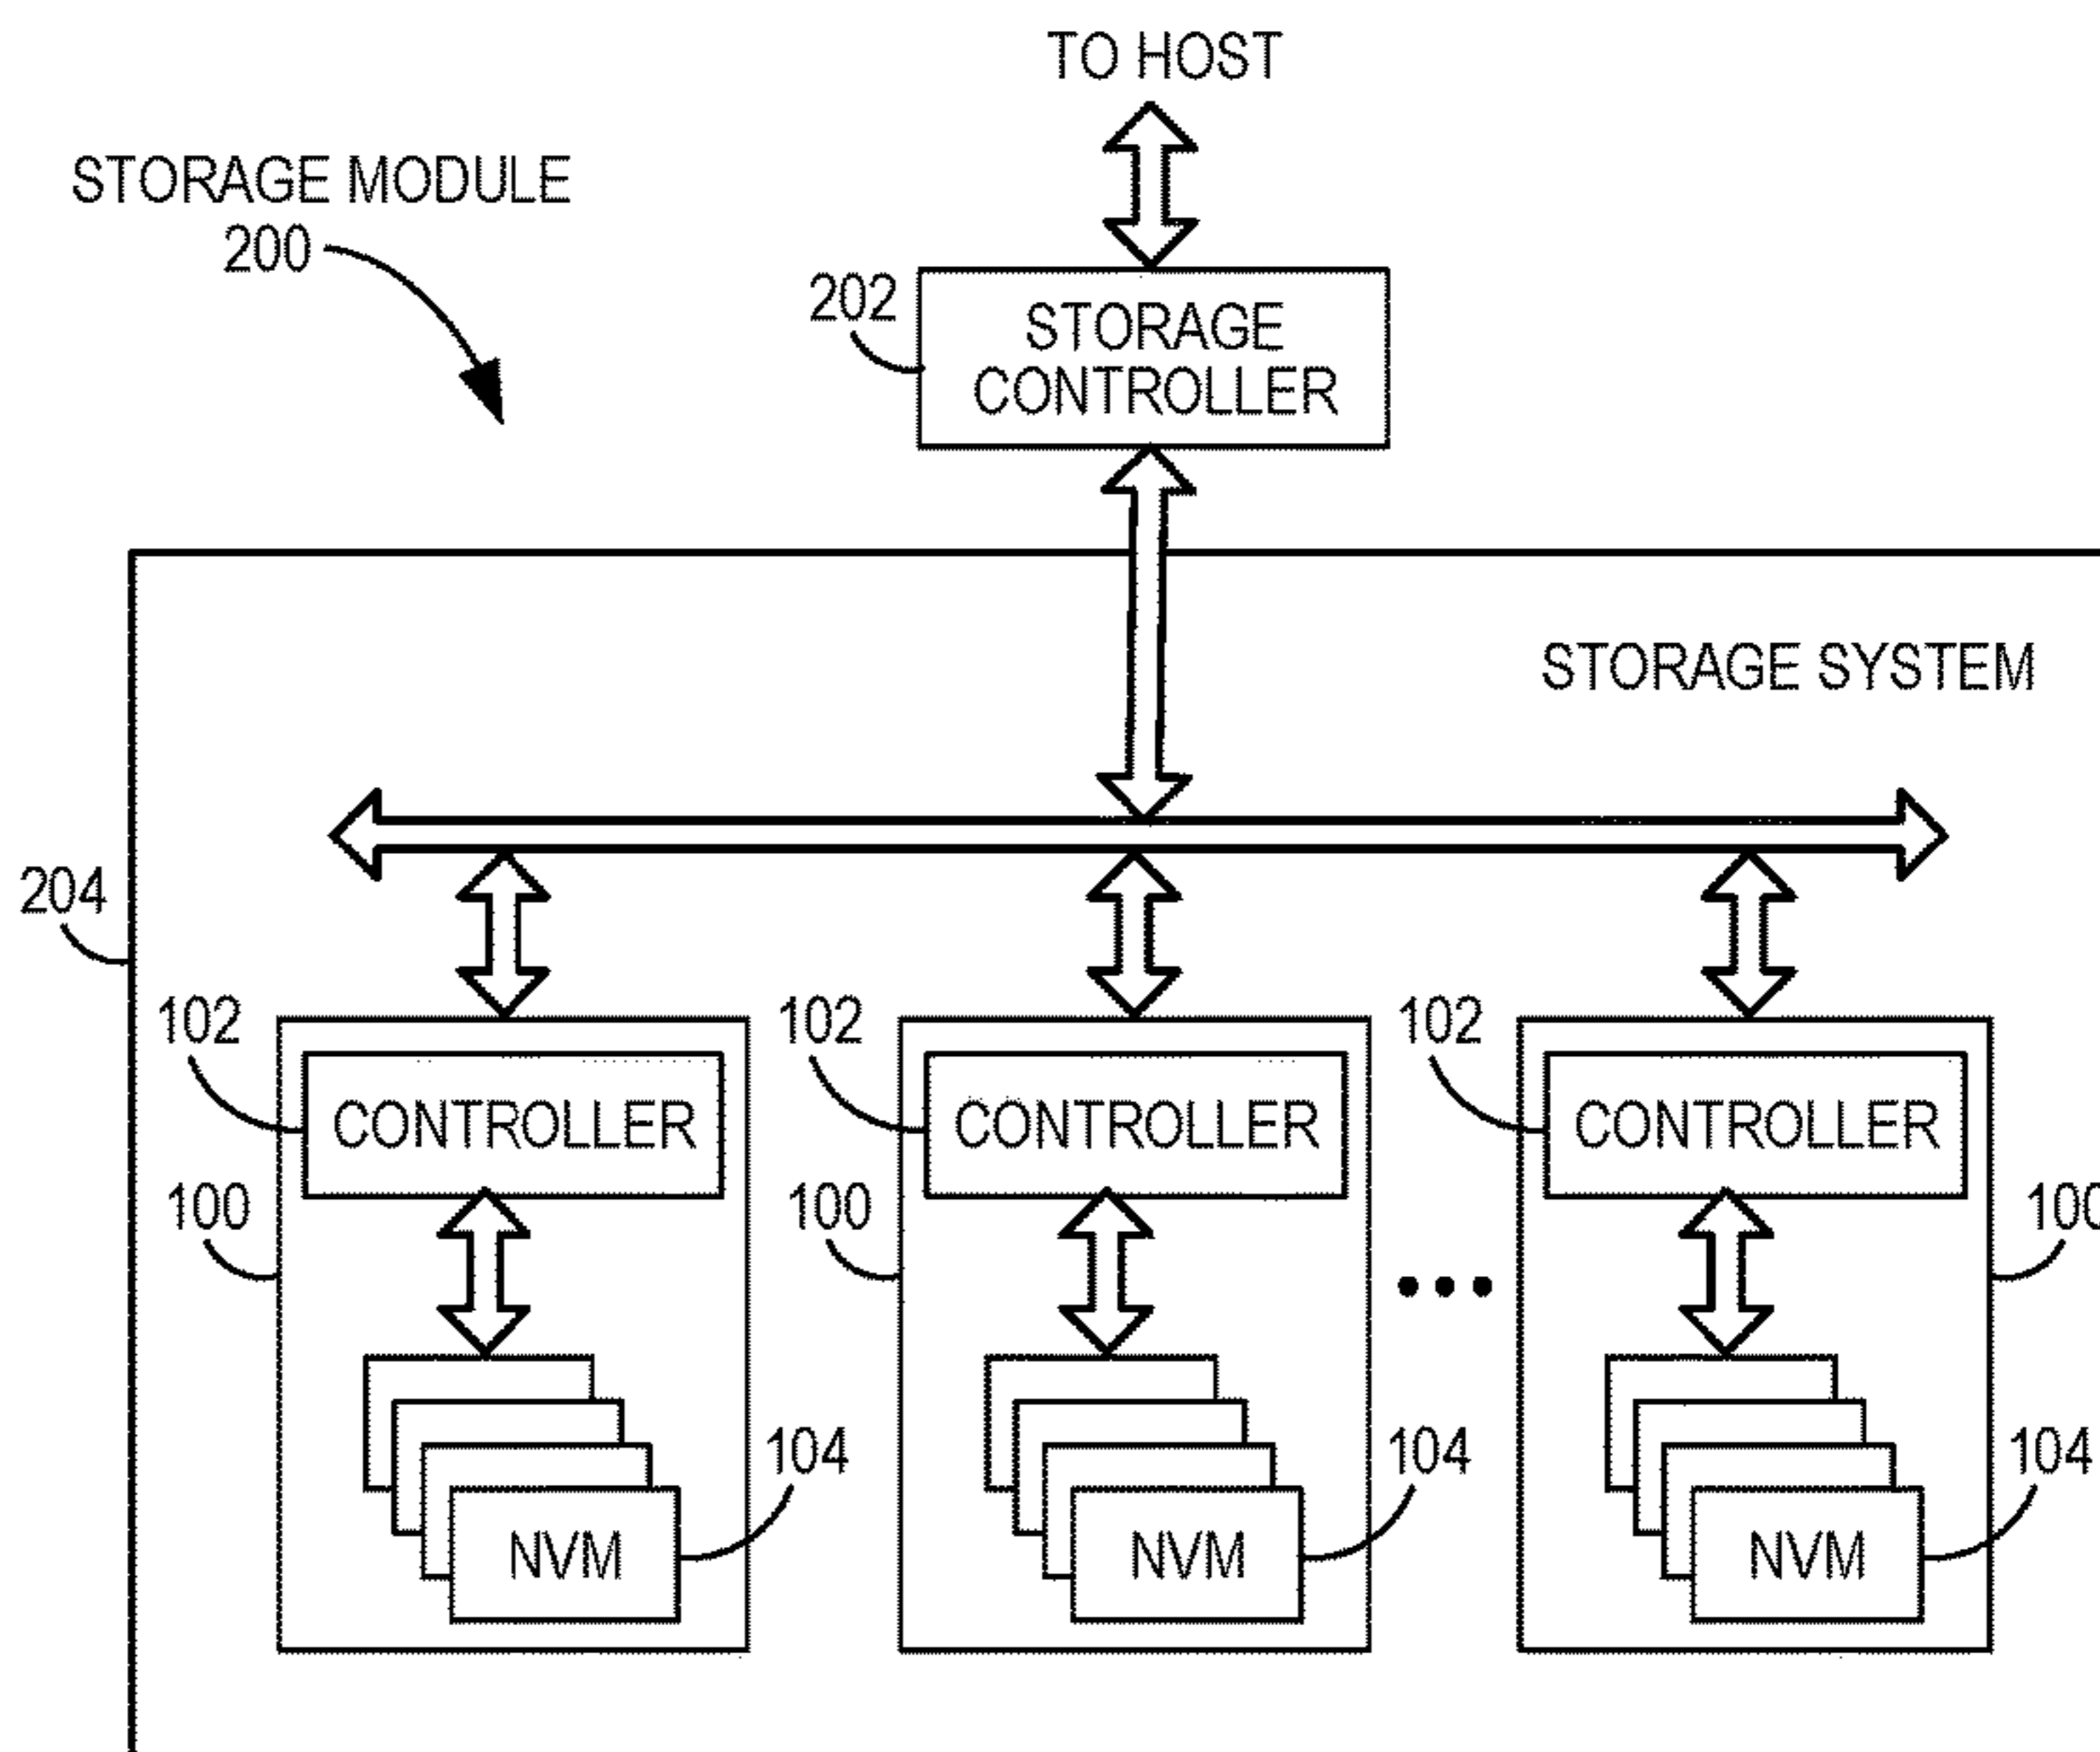 TO HOST
STORAGE MODULE
200
202
STORAGE
CONTROLLER
STORAGE SYSTEM
204
102
102
102
CONTROLLER
CONTROLLER
CONTROLLER
100
100
100
104
104
104
NVM
NVM
NVM